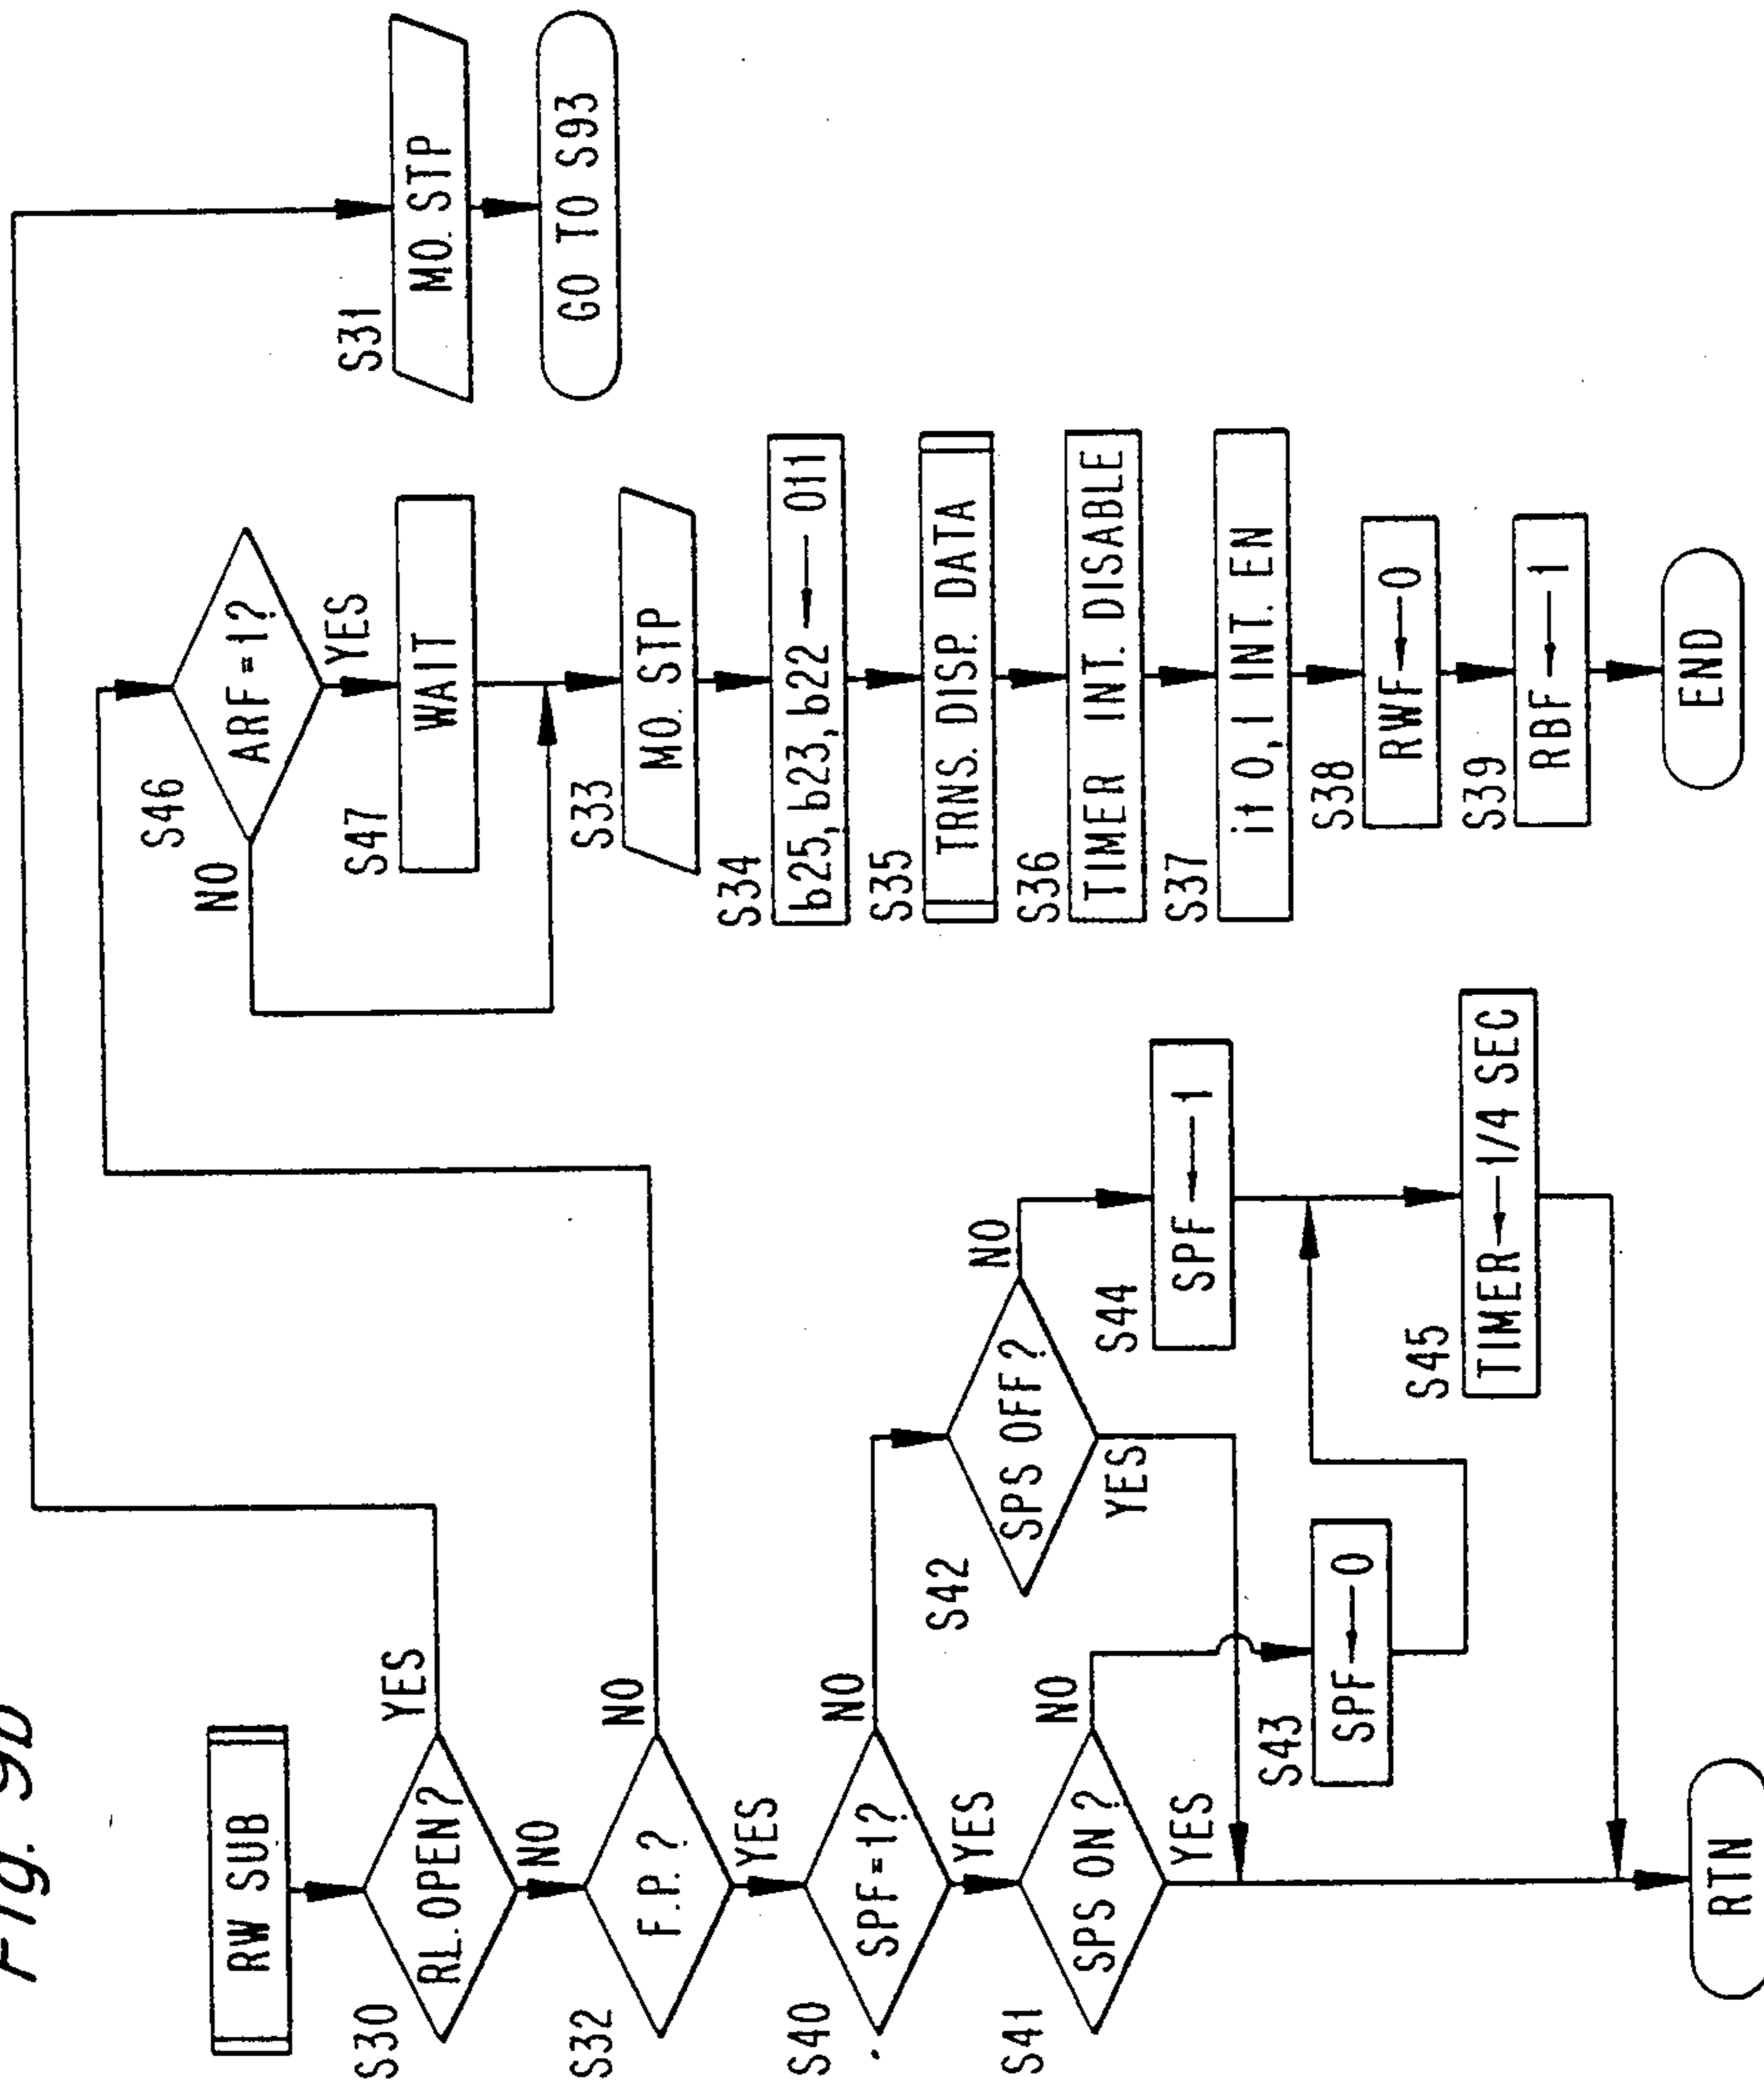 Fig. 9b
RW SUB
S30
RL.OPEN?
YES
NO
S32
F.P.?
NO
YES
S40
SPF=1?
NO
YES
S41
SPS ON?
NO
YES
S42
SPS OFF?
NO
YES
S43
SPF←0
S44
SPF←1
S45
TIMER←1/4 SEC
RTN
S46
ARF=1?
NO
YES
S47
WAIT
S33
MO. STP
S34
b25, b23, b22←011
S35
TRNS. DISP. DATA
S36
TIMER INT. DISABLE
S37
it 0, 1 INT. EN
S38
RWF←0
S39
RBF←1
END
S31
MO. STP
GO TO S93